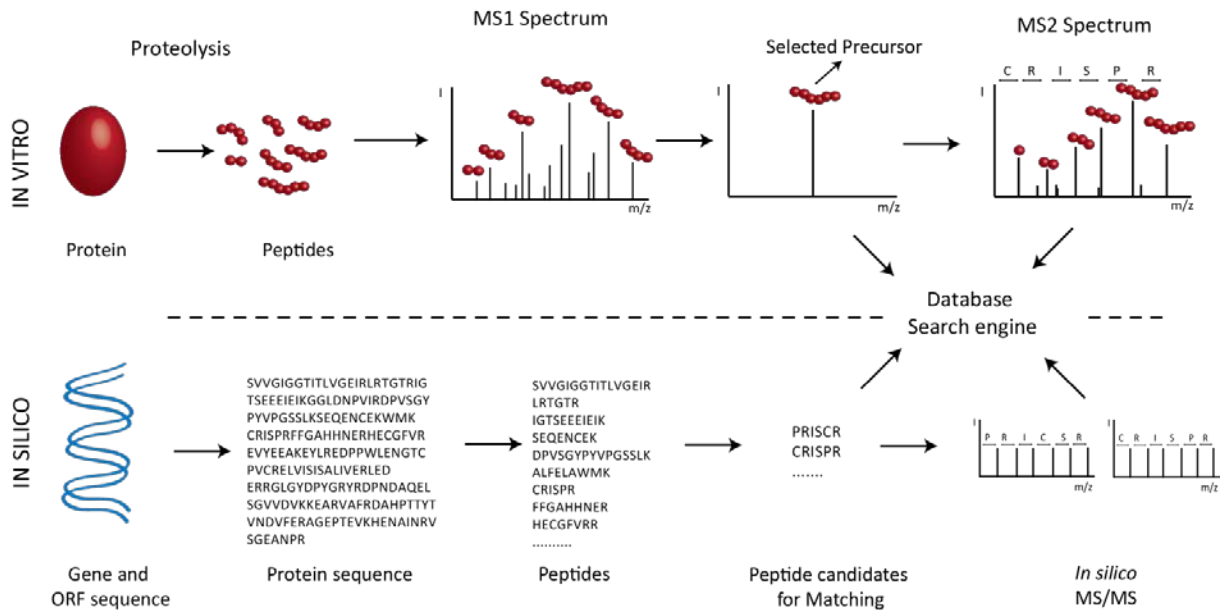 MS1 Spectrum
MS2 Spectrum
Proteolysis
Selected Precursor
C R I S P R
I
I
I
IN VITRO
m/z
m/z
m/z
Protein
Peptides
Database
Search engine
IN SILICO
SVVGIGGTITLVGEIRLRTGTRIG
TSEEEIEIKGGLDNPVIRDPVSGY
PYVPGSSLKSEQENCEKWMK
CRISPRFFGAHHNERHECGFVR
EVYEEAKEYLREDPPWLENGTC
PVCRELVISISALIVERLED
ERRGLGYDPYGRYRDPNDAQEL
SGVVDVKKEARVAFRDAHPTTYT
VNDVFERAGEPTEVKHENAINRV
SGEANPR
SVVGIGGTITLVGEIR
LRTGTR
IGTSEEEIEIK
SEQENCEK
DPVSGYPYVPGSSLK
ALFELAWMK
CRISPR
FFGAHHNER
HECGFVRR
..........
PRISCR
CRISPR
.......
I
P R I C S R
m/z
I
C R I S P R
m/z
Gene and
ORF sequence
Protein sequence
Peptides
Peptide candidates
for Matching
In silico
MS/MS